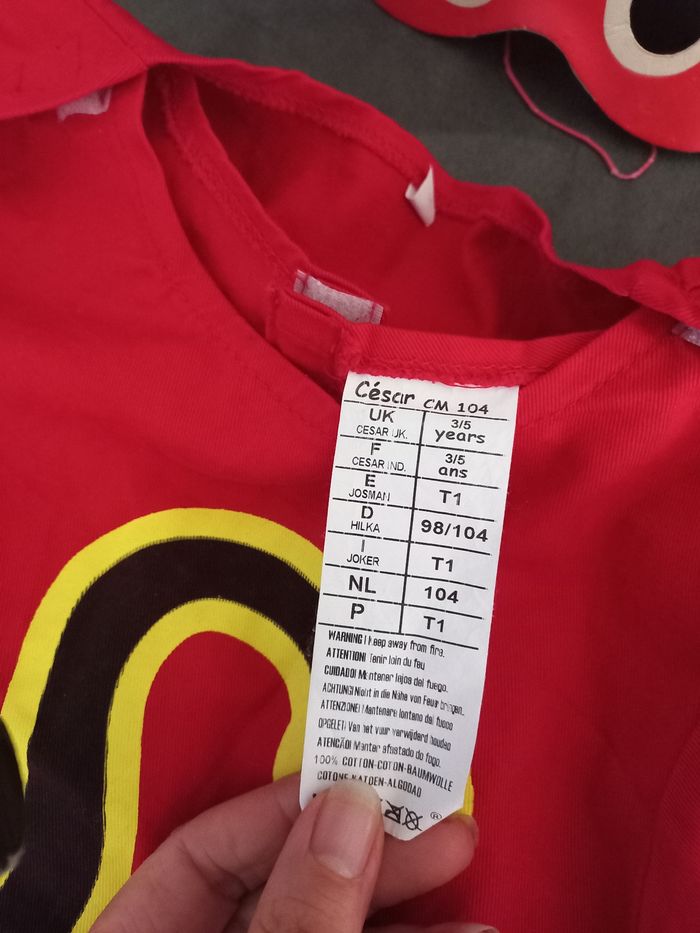 César CM 104
UK
CESAR UK.
3/5
years
F
CESAR IND.
3/5
ans
E
JOSMAN
T1
D
HILKA
98/104
I
JOKER
T1
NL
104
P
T1
WARNING! Keep away from fire.
ATTENTION! Tenir loin du feu
CUIDADO! Mantener lejos del fuego.
ACHTUNG! Nicht in die Nähe von Feuer bringen.
ATTENZIONE! Mantenere lontano dal fuoco
OPGELET! Van het vuur verwijderd houden
ATENÇÃO! Manter afastado do fogo.
100% COTTON-COTON-BAUMWOLLE
COTONE KATOEN-ALGODAO
®